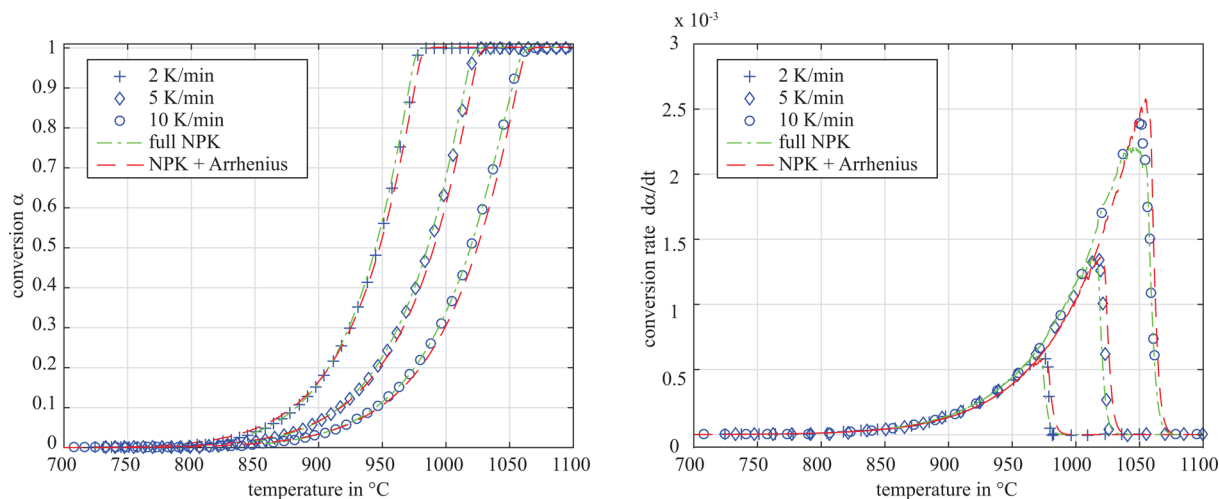 1
0.9
0.8
0.7
0.6
0.5
0.4
0.3
0.2
0.1
0
conversion α
2 K/min
5 K/min
10 K/min
full NPK
NPK + Arrhenius
700 750 800 850 900 950 1000 1050 1100
temperature in °C
x 10⁻³
3
2.5
2
1.5
1
0.5
0
conversion rate dα/dt
2 K/min
5 K/min
10 K/min
full NPK
NPK + Arrhenius
700 750 800 850 900 950 1000 1050 1100
temperature in °C